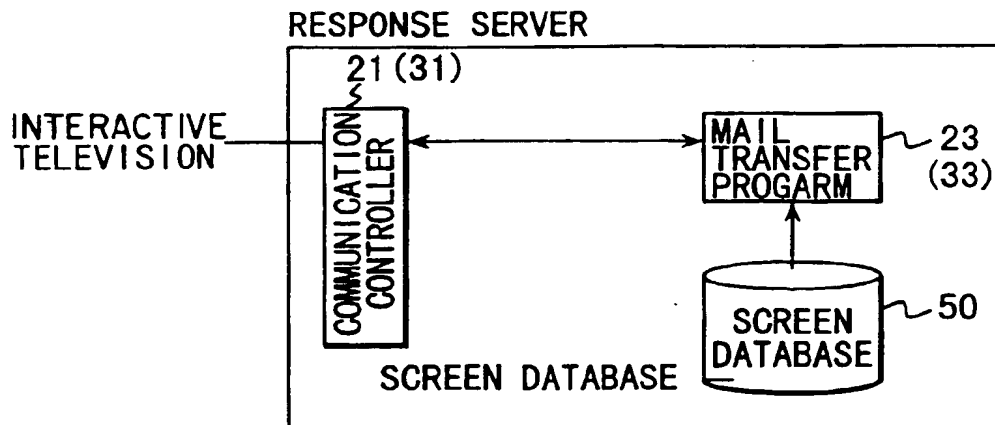 RESPONSE SERVER
21 (31)
INTERACTIVE
TELEVISION
COMMUNICATION
CONTROLLER
MAIL
TRANSFER
PROGARM
23
(33)
SCREEN
DATABASE
50
SCREEN DATABASE